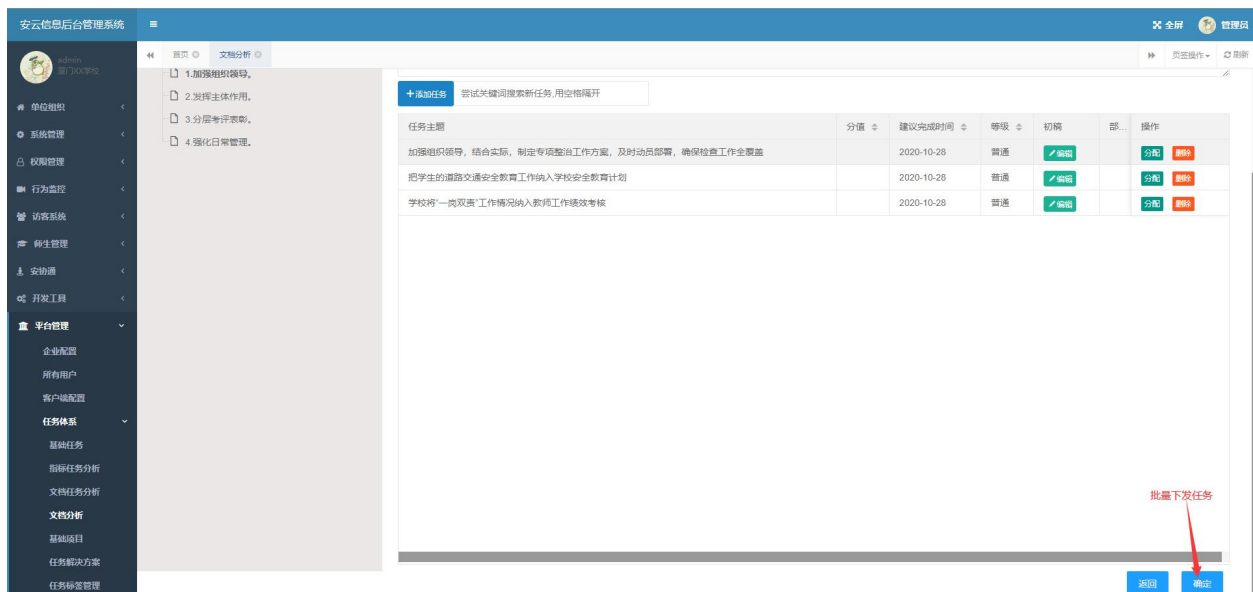 安云信息后台管理系统
全屏
管理员
首页
文档分析
页签操作
刷新
admin
厦门XX学校
单位组织
系统管理
权限管理
行为监控
访客系统
师生管理
安协通
开发工具
平台管理
企业配置
所有用户
客户端配置
任务体系
基础任务
指标任务分析
文档任务分析
文档分析
基础项目
任务解决方案
任务标签管理
1.加强组织领导。
2.发挥主体作用。
3.分层考评表彰。
4.强化日常管理。
+添加任务 尝试关键词搜索新任务,用空格隔开
任务主题 分值 建议完成时间 等级 初稿 部... 操作
加强组织领导，结合实际，制定专项整治工作方案，及时动员部署，确保检查工作全覆盖 2020-10-28 普通 编辑 分配 删除
把学生的道路交通安全教育工作纳入学校安全教育计划 2020-10-28 普通 编辑 分配 删除
学校将“一岗双责”工作情况纳入教师工作绩效考核 2020-10-28 普通 编辑 分配 删除
批量下发任务
返回 确定